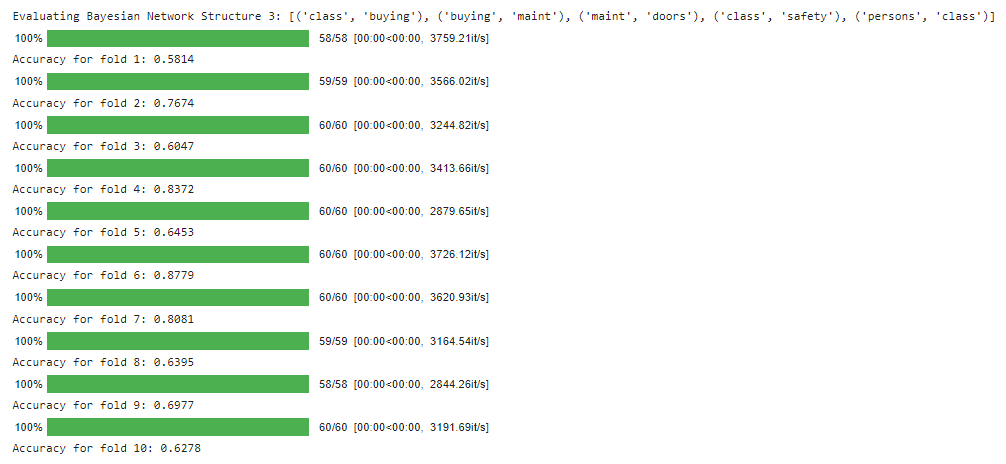 Evaluating Bayesian Network Structure 3: [('class', 'buying'), ('buying', 'maint'), ('maint', 'doors'), ('class', 'safety'), ('persons', 'class')]
100% 58/58 [00:00<00:00, 3759.21it/s]
Accuracy for fold 1: 0.5814
100% 59/59 [00:00<00:00, 3566.02it/s]
Accuracy for fold 2: 0.7674
100% 60/60 [00:00<00:00, 3244.82it/s]
Accuracy for fold 3: 0.6047
100% 60/60 [00:00<00:00, 3413.66it/s]
Accuracy for fold 4: 0.8372
100% 60/60 [00:00<00:00, 2879.65it/s]
Accuracy for fold 5: 0.6453
100% 60/60 [00:00<00:00, 3726.12it/s]
Accuracy for fold 6: 0.8779
100% 60/60 [00:00<00:00, 3620.93it/s]
Accuracy for fold 7: 0.8081
100% 59/59 [00:00<00:00, 3164.54it/s]
Accuracy for fold 8: 0.6395
100% 58/58 [00:00<00:00, 2844.26it/s]
Accuracy for fold 9: 0.6977
100% 60/60 [00:00<00:00, 3191.69it/s]
Accuracy for fold 10: 0.6278